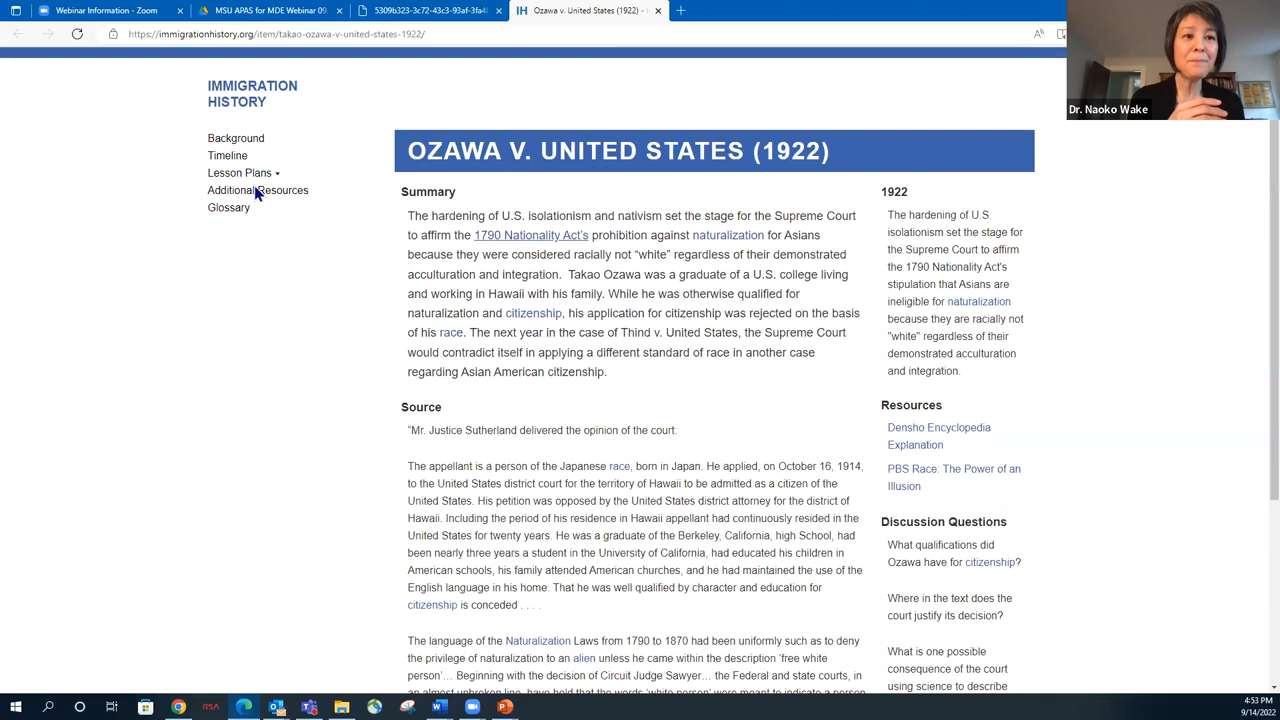 Webinar Information - Zoom
MSU APAS for MDE Webinar 09.
5309b323-3c72-43c3-93af-3fa4
Ozawa v. United States (1922) -
https://immigrationhistory.org/item/takao-ozawa-v-united-states-1922/
Dr. Naoko Wake
IMMIGRATION
HISTORY
Background
Timeline
Lesson Plans
Additional Resources
Glossary
OZAWA V. UNITED STATES (1922)
Summary
The hardening of U.S. isolationism and nativism set the stage for the Supreme Court
to affirm the 1790 Nationality Act's prohibition against naturalization for Asians
because they were considered racially not “white” regardless of their demonstrated
acculturation and integration. Takao Ozawa was a graduate of a U.S. college living
and working in Hawaii with his family. While he was otherwise qualified for
naturalization and citizenship, his application for citizenship was rejected on the basis
of his race. The next year in the case of Thind v. United States, the Supreme Court
would contradict itself in applying a different standard of race in another case
regarding Asian American citizenship.
Source
“Mr. Justice Sutherland delivered the opinion of the court:
The appellant is a person of the Japanese race, born in Japan. He applied, on October 16, 1914,
to the United States district court for the territory of Hawaii to be admitted as a citizen of the
United States. His petition was opposed by the United States district attorney for the district of
Hawaii. Including the period of his residence in Hawaii appellant had continuously resided in the
United States for twenty years. He was a graduate of the Berkeley, California, high School, had
been nearly three years a student in the University of California, had educated his children in
American schools, his family attended American churches, and he had maintained the use of the
English language in his home. That he was well qualified by character and education for
citizenship is conceded . . . .
The language of the Naturalization Laws from 1790 to 1870 had been uniformly such as to deny
the privilege of naturalization to an alien unless he came within the description 'free white
person'… Beginning with the decision of Circuit Judge Sawyer… the Federal and state courts, in
an almost unbroken line, have held that the words 'white person' were meant to indicate a person
1922
The hardening of U.S.
isolationism set the stage for
the Supreme Court to affirm
the 1790 Nationality Act's
stipulation that Asians are
ineligible for naturalization
because they are racially not
"white" regardless of their
demonstrated acculturation
and integration.
Resources
Densho Encyclopedia
Explanation
PBS Race: The Power of an
Illusion
Discussion Questions
What qualifications did
Ozawa have for citizenship?
Where in the text does the
court justify its decision?
What is one possible
consequence of the court
using science to describe
RSA
4:53 PM
9/14/2022